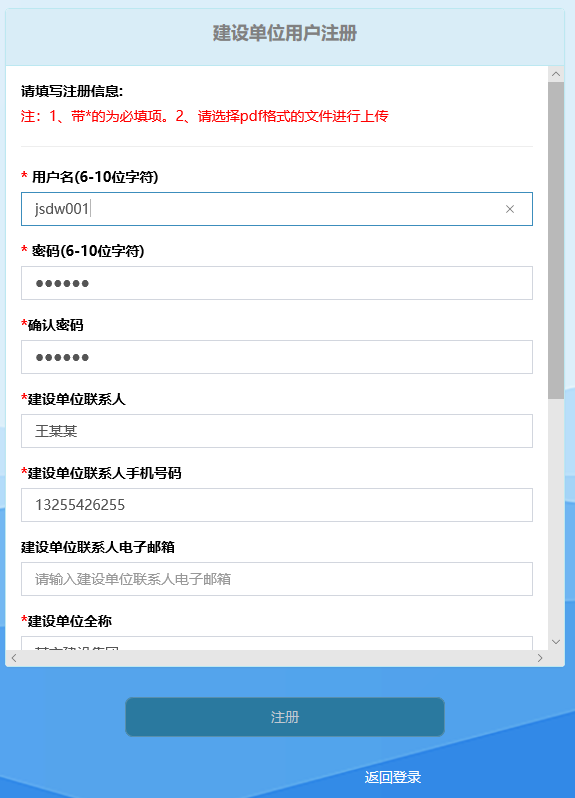 建设单位用户注册
请填写注册信息:
注：1、带*的为必填项。2、请选择pdf格式的文件进行上传
* 用户名(6-10位字符)
jsdw001
* 密码(6-10位字符)
●●●●●●
*确认密码
●●●●●●
*建设单位联系人
王某某
*建设单位联系人手机号码
13255426255
建设单位联系人电子邮箱
请输入建设单位联系人电子邮箱
*建设单位全称
注册
返回登录